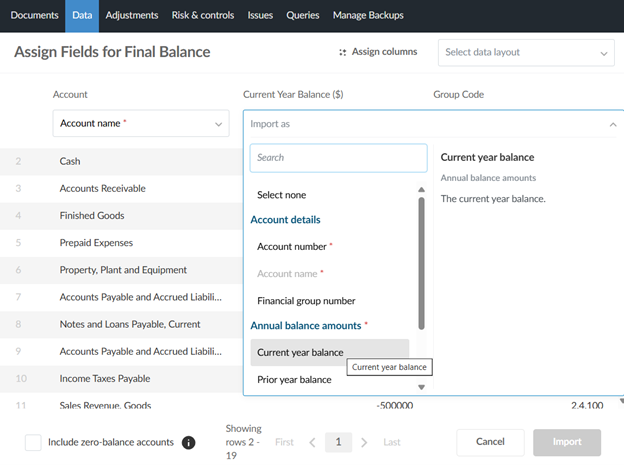 Documents Data Adjustments Risk & controls Issues Queries Manage Backups
Assign Fields for Final Balance
Assign columns
Select data layout
Account Current Year Balance ($) Group Code
Account name *
Import as
Search
Select none
Account details
Account number *
Account name *
Financial group number
Annual balance amounts *
Current year balance
Current year balance
Prior year balance
Current year balance
Annual balance amounts
The current year balance.
2 Cash
3 Accounts Receivable
4 Finished Goods
5 Prepaid Expenses
6 Property, Plant and Equipment
7 Accounts Payable and Accrued Liabili...
8 Notes and Loans Payable, Current
9 Accounts Payable and Accrued Liabili...
10 Income Taxes Payable
11 Sales Revenue, Goods -500000 2.4.100
Include zero-balance accounts
Showing
rows 2 -
19
First 1 Last
Cancel Import